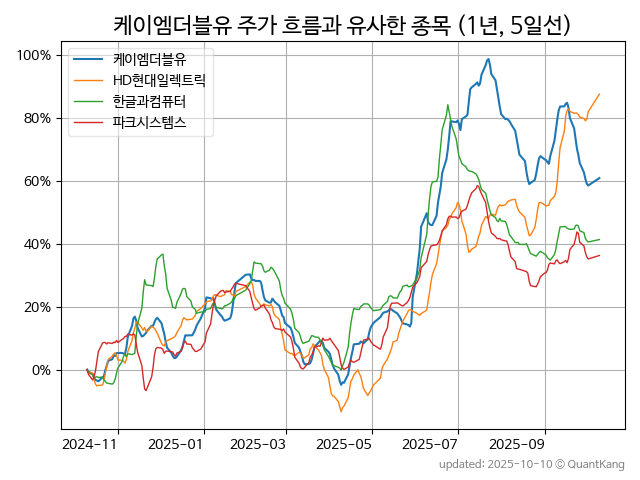 케이엠더블유 주가 흐름과 유사한 종목 (1년, 5일선)
케이엠더블유
HD현대일렉트릭
한글과컴퓨터
파크시스템스
100%
80%
60%
40%
20%
0%
2024-11
2025-01
2025-03
2025-05
2025-07
2025-09
updated: 2025-10-10 © QuantKang